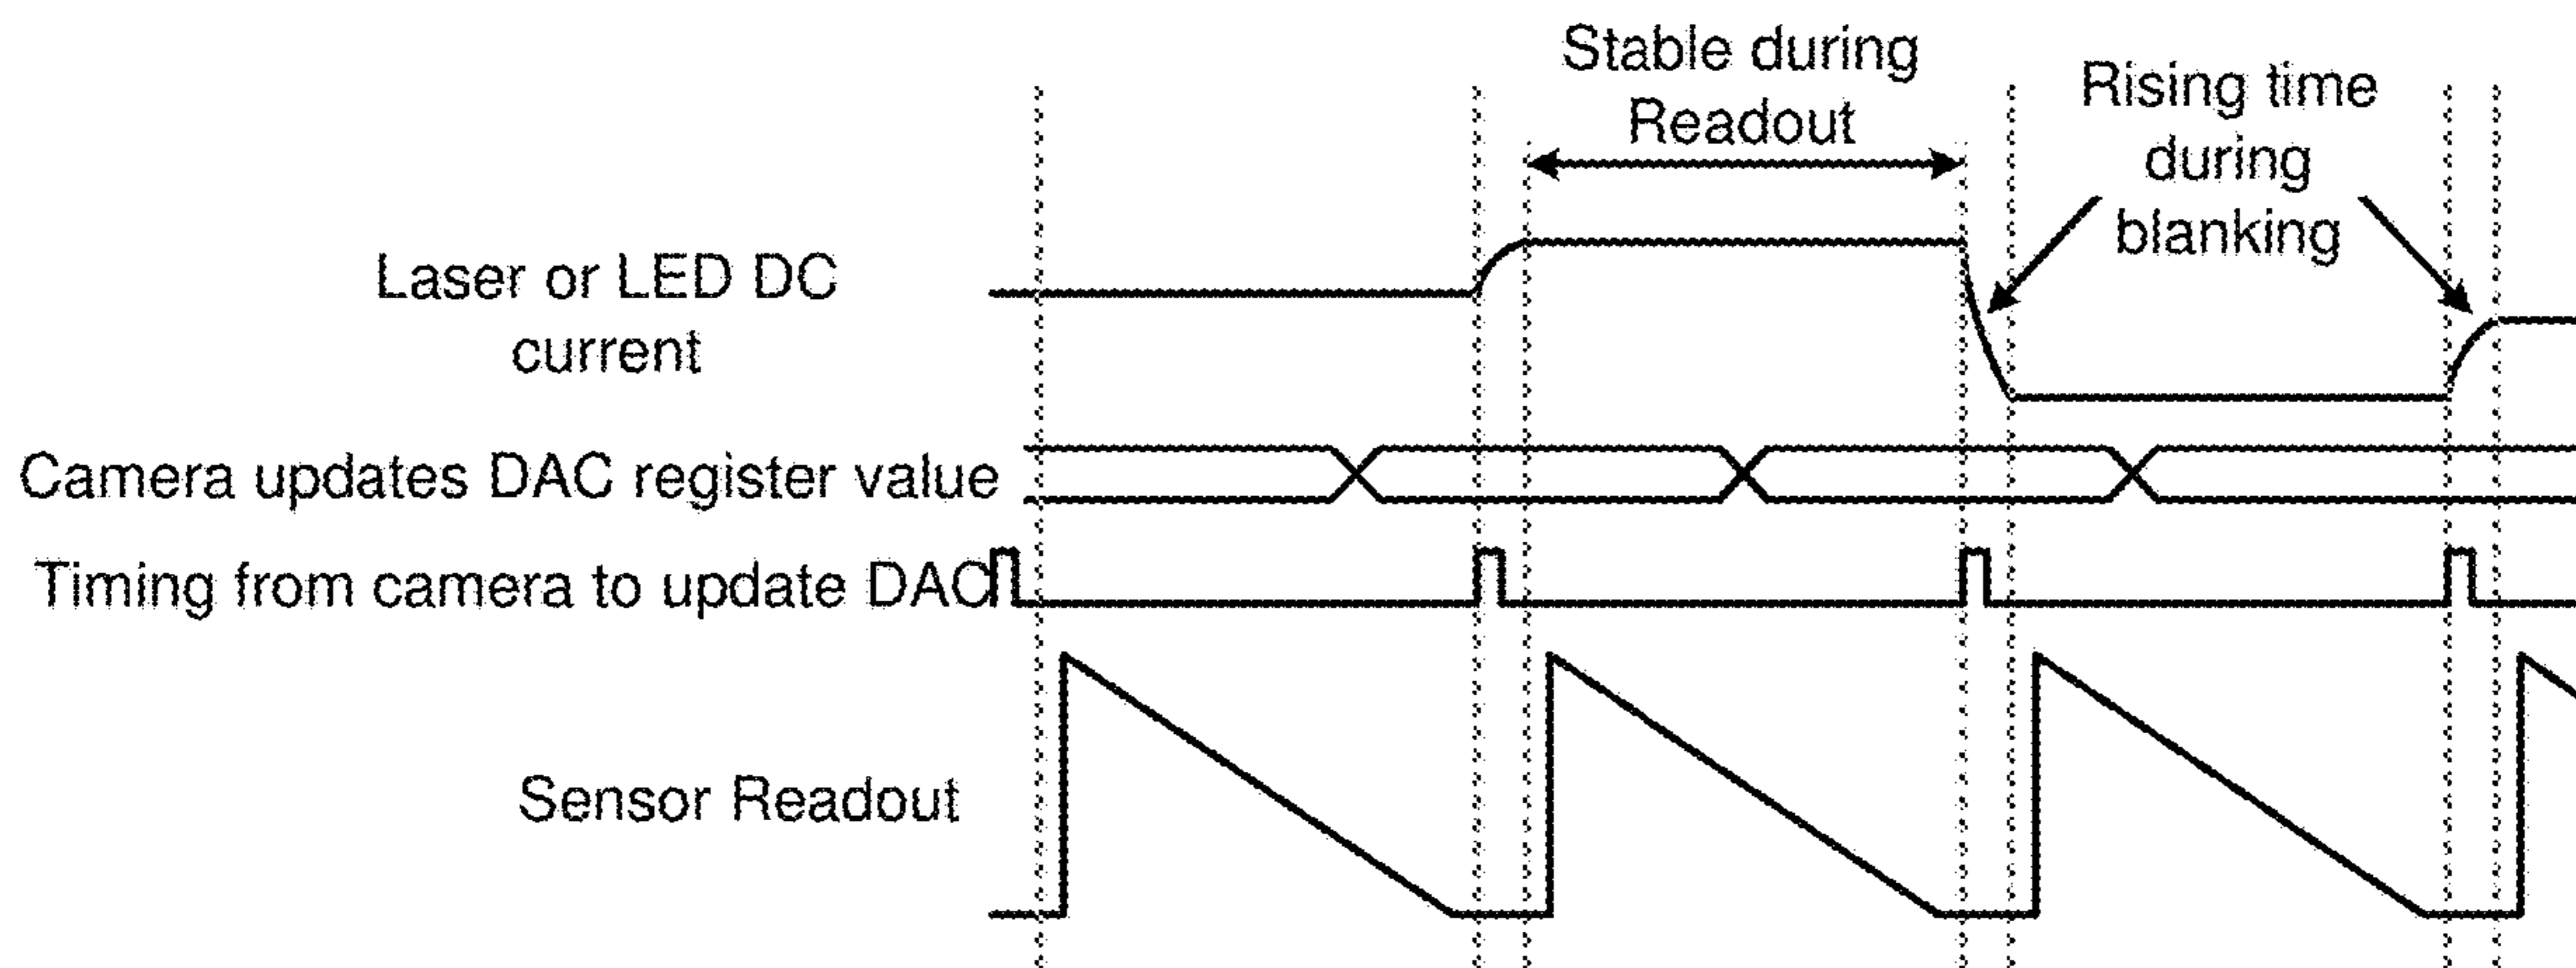 Stable during
Readout
Rising time
during
blanking
Laser or LED DC
current
Camera updates DAC register value
Timing from camera to update DAC
Sensor Readout